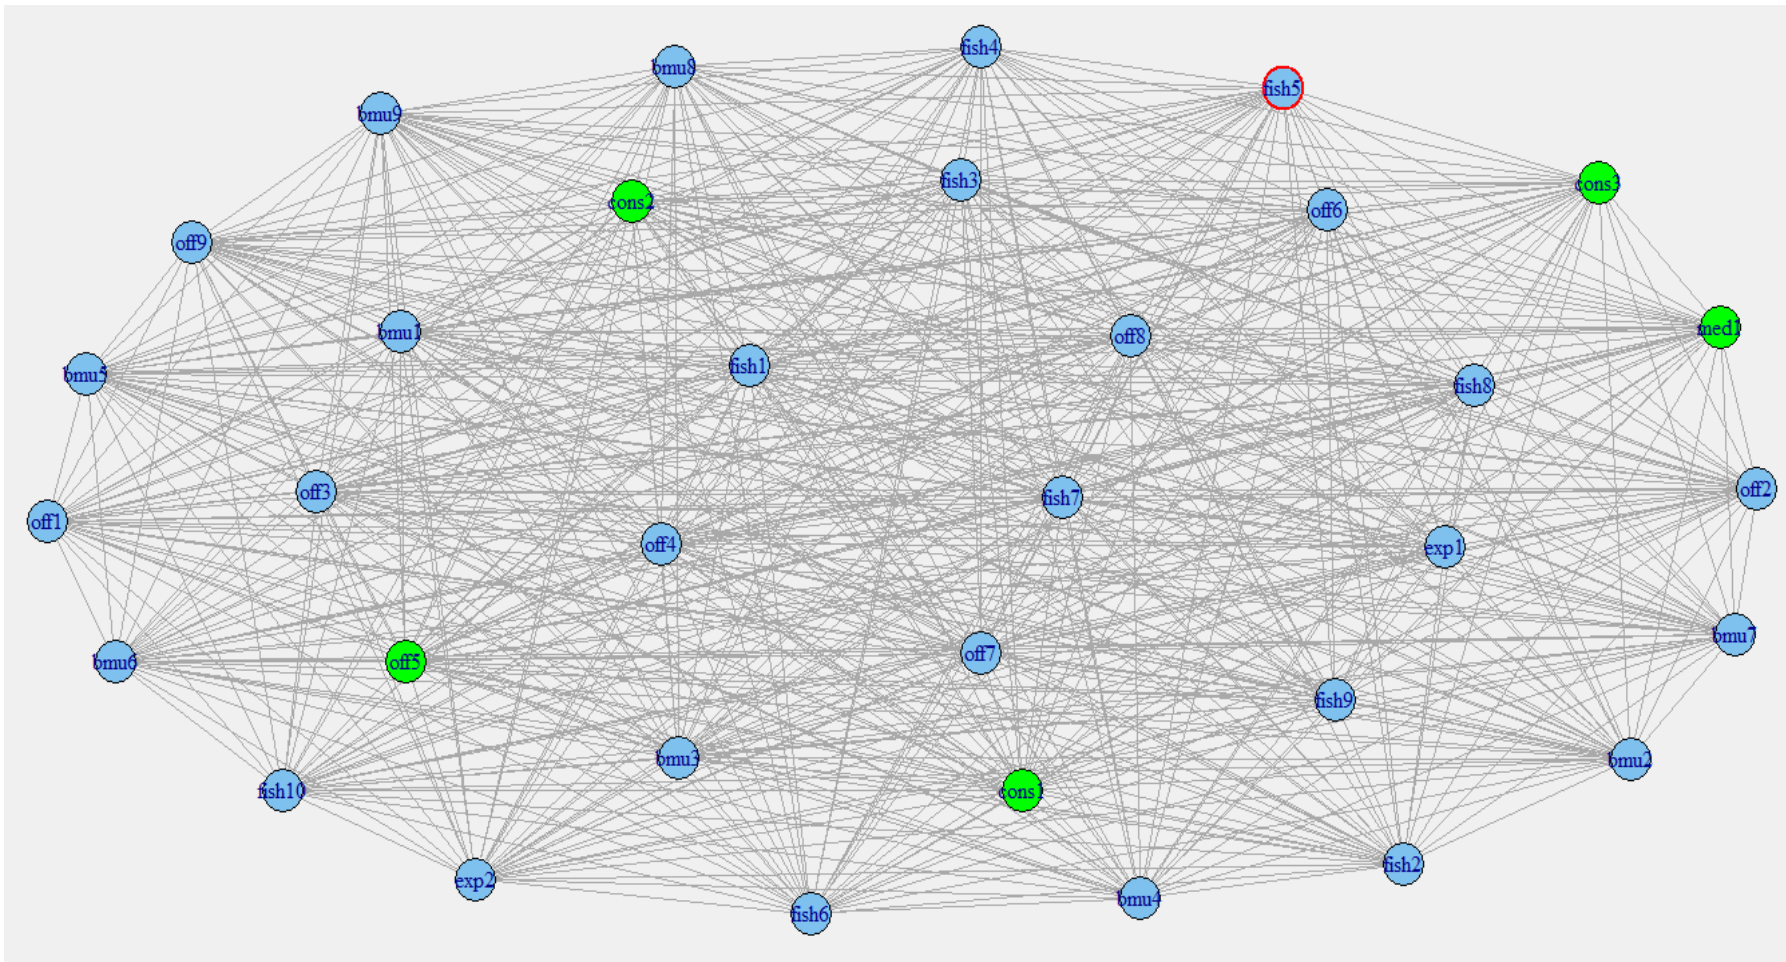 fish4
bmu8
fish5
bmu9
fish3
cons3
cons2
off6
off9
med1
bmu1
off8
fish1
bmu5
fish8
off2
off3
fish7
off1
off4
exp1
bmu7
off7
off5
bmu6
fish9
bmu3
bmu2
fish10
cons1
fish2
exp2
bmu4
fish6